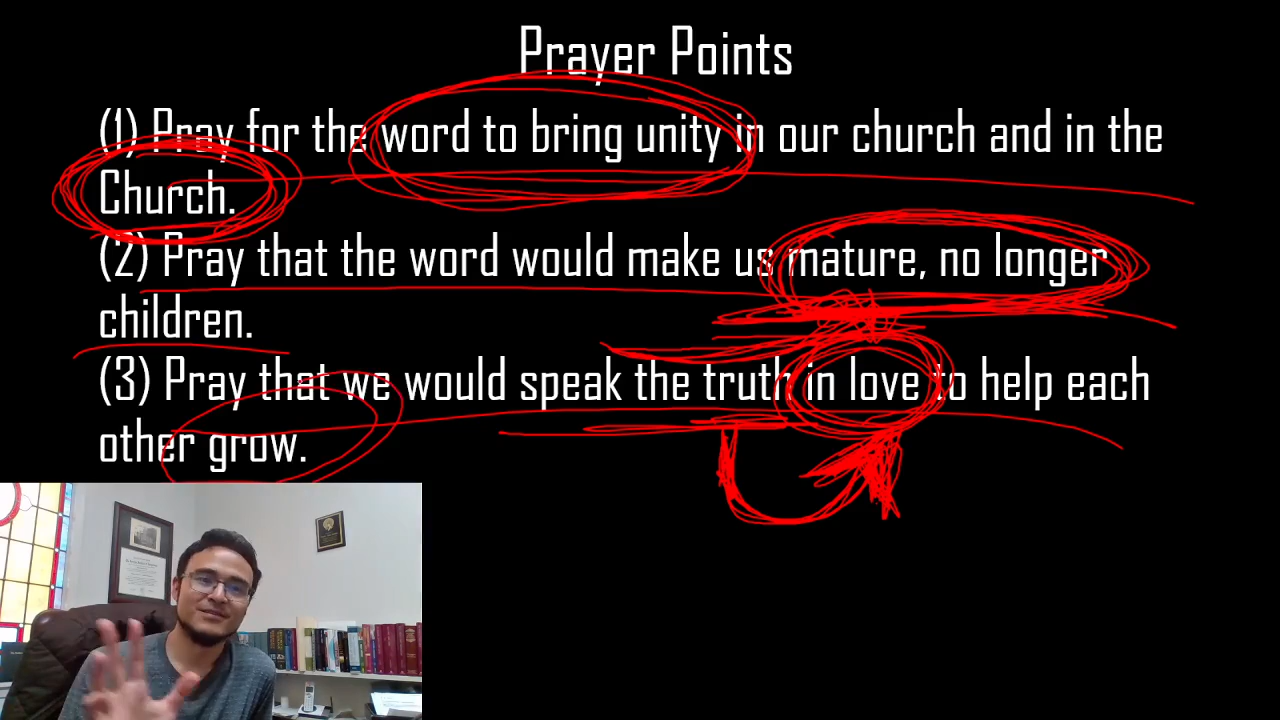 Prayer Points
(1) Pray for the word to bring unity in our church and in the
Church.
(2) Pray that the word would make us mature, no longer
children.
(3) Pray that we would speak the truth in love to help each
other grow.